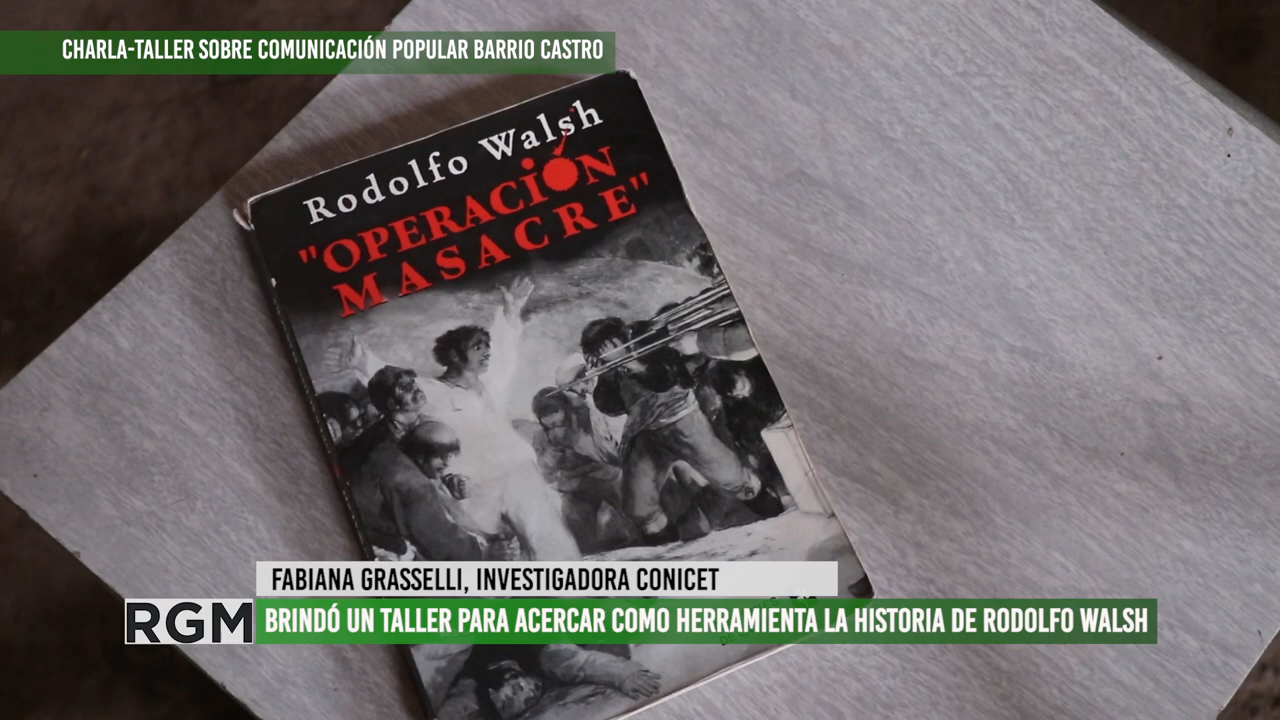 CHARLA-TALLER SOBRE COMUNICACIÓN POPULAR BARRIO CASTRO
Rodolfo Walsh
"OPERACIÓN
MASACRE"
FABIANA GRASSELLI, INVESTIGADORA CONICET
RGM
BRINDÓ UN TALLER PARA ACERCAR COMO HERRAMIENTA LA HISTORIA DE RODOLFO WALSH